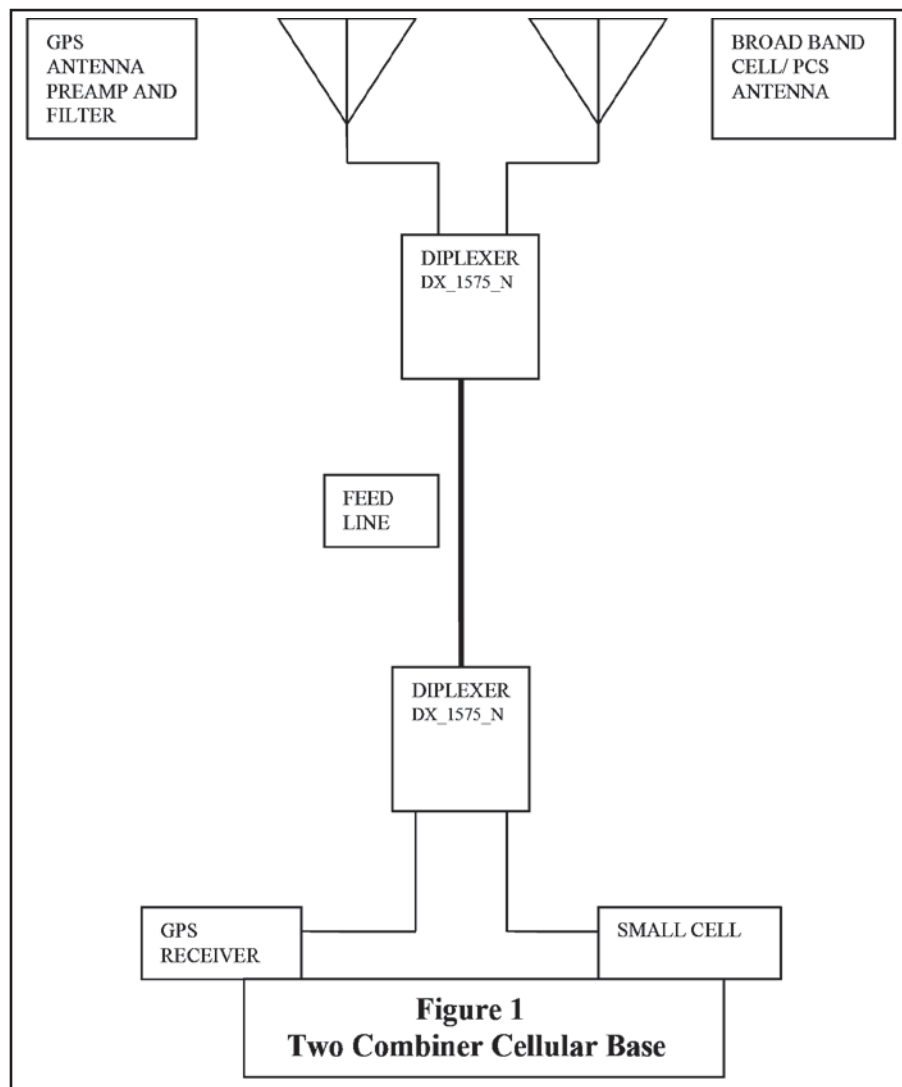 GPS
ANTENNA
PREAMP AND
FILTER
BROAD BAND
CELL/ PCS
ANTENNA
DIPLEXER
DX_1575_N
FEED
LINE
DIPLEXER
DX_1575_N
GPS
RECEIVER
SMALL CELL
Figure 1
Two Combiner Cellular Base